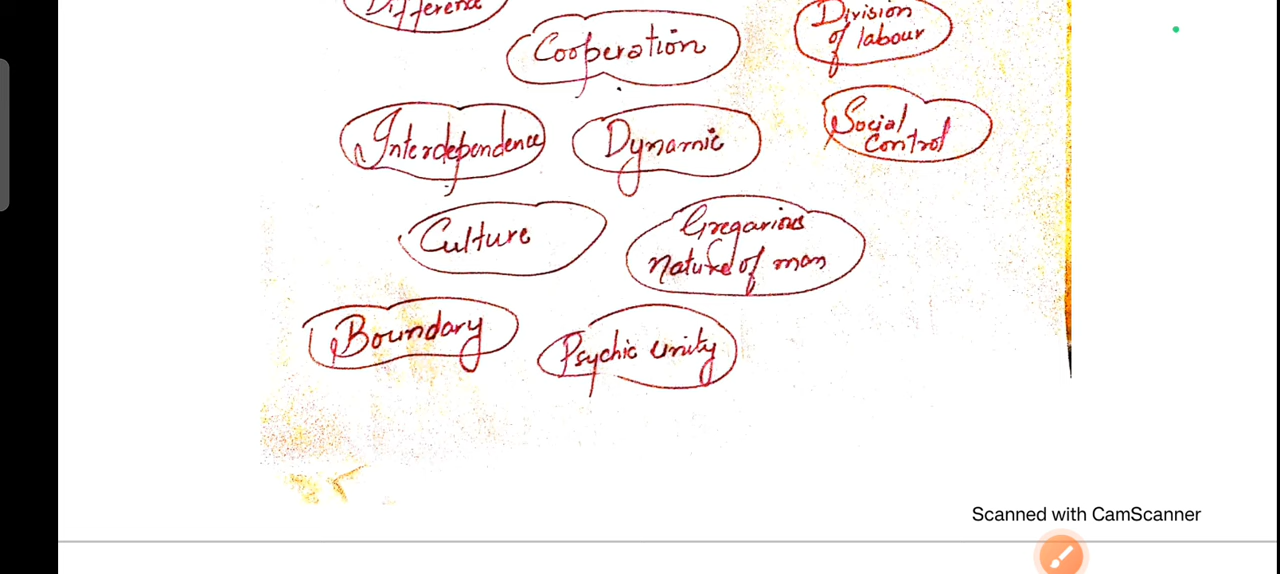 Difference
Cooperation
Division
of labour
Interdependence
Dynamic
Social
Control
Culture
Gregarious
nature of man
Boundary
Psychic unity
Scanned with CamScanner